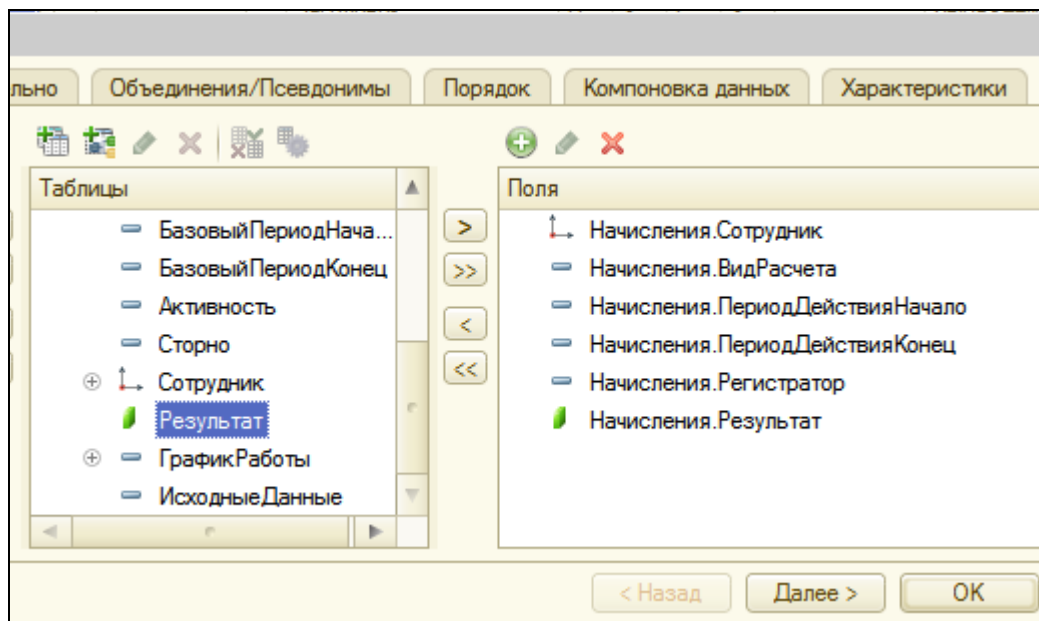 льно Объединения/Псевдонимы Порядок Компоновка данных Характеристики
Таблицы
БазовыйПериодНача...
БазовыйПериодКонец
Активность
Сторно
Сотрудник
Результат
ГрафикРаботы
ИсходныеДанные
>
>>
<
<<
Поля
Начисления.Сотрудник
Начисления.ВидРасчета
Начисления.ПериодДействияНачало
Начисления.ПериодДействияКонец
Начисления.Регистратор
Начисления.Результат
< Назад Далее > OK